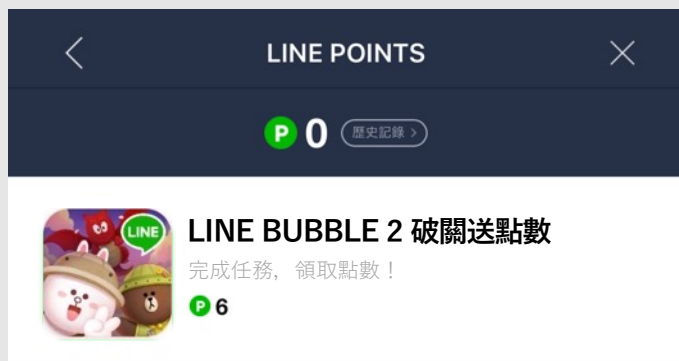 LINE POINTS
P 0 歷史記錄 >
LINE
LINE BUBBLE 2 破關送點數
完成任務，領取點數！
P 6